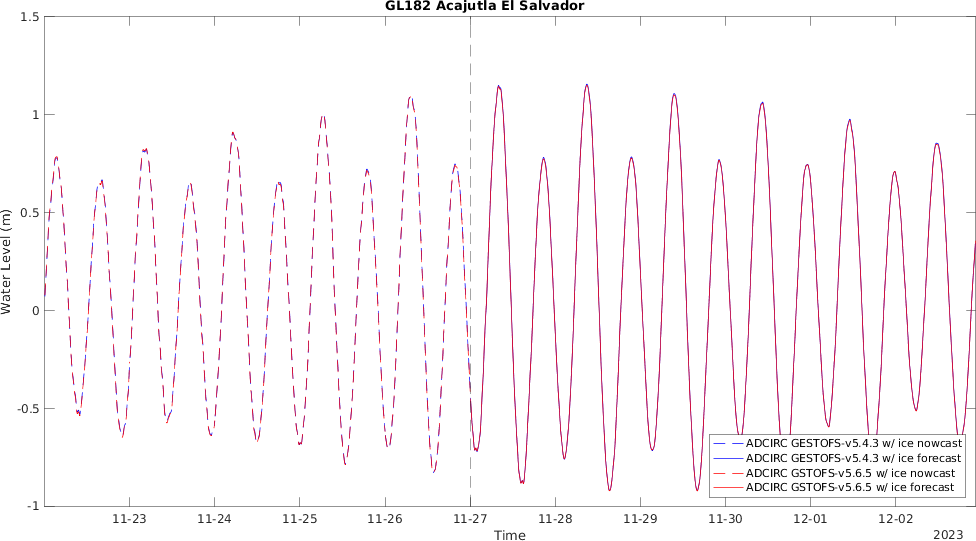 GL182 Acajutla El Salvador
1.5
1
0.5
0
-0.5
-1
Water Level (m)
11-23 11-24 11-25 11-26 11-27 11-28 11-29 11-30 12-01 12-02
Time
2023
ADCIRC GESTOFS-v5.4.3 w/ ice nowcast
ADCIRC GESTOFS-v5.4.3 w/ ice forecast
ADCIRC GSTOFS-v5.6.5 w/ ice nowcast
ADCIRC GSTOFS-v5.6.5 w/ ice forecast